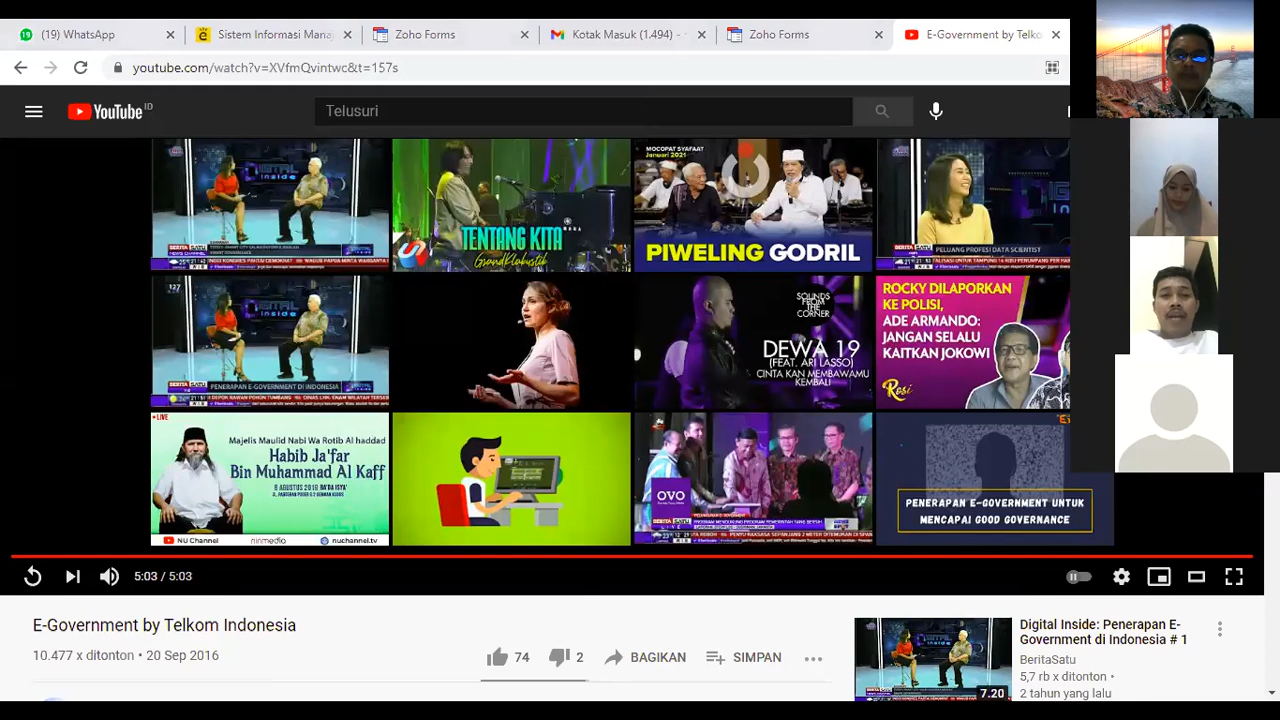 (19) WhatsApp
Sistem Informasi Mana
Zoho Forms
Kotak Masuk (1.494) -
Zoho Forms
E-Government by Telko
youtube.com/watch?v=XVfmQvintwc&t=157s
YouTube ID
Telusuri
BERITA SATU
TENTANG KITA
MOCOPAT SYAFAAT
Januari 2021
PIWELING GODRIL
PELUANG PROFESI DATA SCIENTIST
BERITA SATU
127
PENERAPAN E-GOVERNMENT DI INDONESIA
SOUNDS
FROM THE
CORNER
DEWA 19
(FEAT. ARI LASSO)
CINTA KAN MEMBAWAMU
KEMBALI
ROCKY DILAPORKAN
KE POLISI,
ADE ARMANDO:
JANGAN SELALU
KAITKAN JOKOWI
Rosi
LIVE
Majelis Maulid Nabi Wa Rotib Al haddad
Habib Ja'far
Bin Muhammad Al Kaff
NU Channel
nuchannel.tv
OVO
PENERAPAN E-GOVERNMENT UNTUK
MENCAPAI GOOD GOVERNANCE
5:03 / 5:03
E-Government by Telkom Indonesia
10.477 x ditonton • 20 Sep 2016
74
2
BAGIKAN
SIMPAN
Digital Inside: Penerapan E-
Government di Indonesia # 1
BeritaSatu
5,7 rb x ditonton •
2 tahun yang lalu
7.20